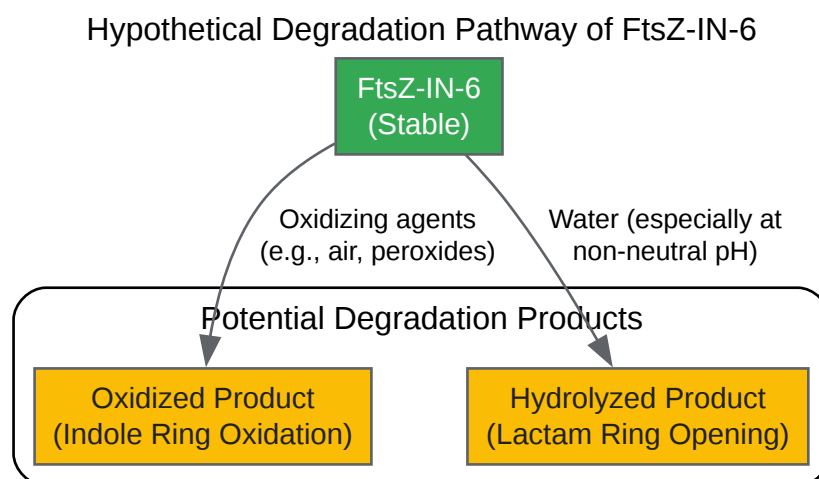 Hypothetical Degradation Pathway of FtsZ-IN-6
FtsZ-IN-6
(Stable)
Oxidizing agents
(e.g., air, peroxides)
Water (especially at
non-neutral pH)
Potential Degradation Products
Oxidized Product
(Indole Ring Oxidation)
Hydrolyzed Product
(Lactam Ring Opening)